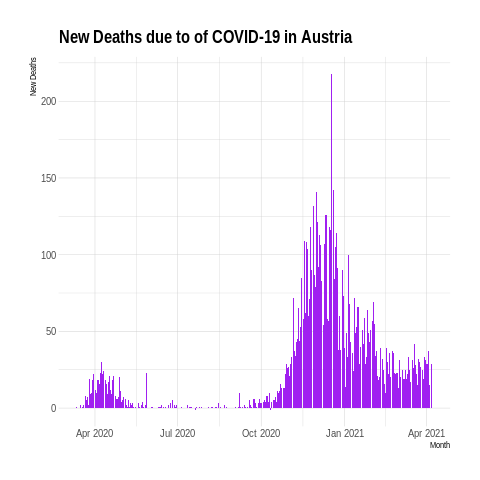 New Deaths due to of COVID-19 in Austria
New Deaths
200
150
100
50
0
Apr 2020
Jul 2020
Oct 2020
Jan 2021
Apr 2021
Month